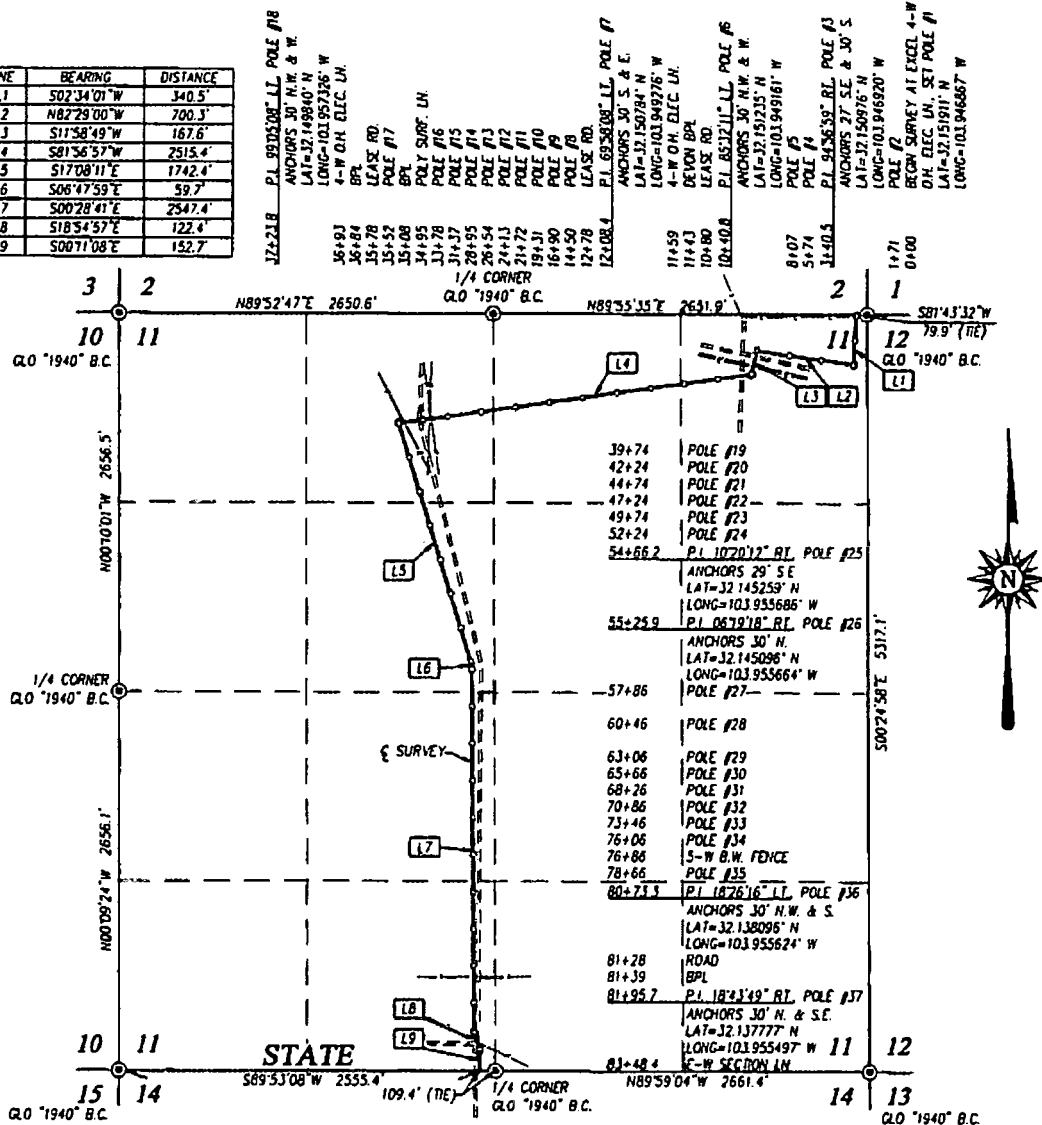 NE BEARING DISTANCE
.1 S02°34'01"W 340.5'
2 N82°29'00"W 700.3'
3 S11°58'49"W 167.6'
4 S81°56'57"W 2515.4'
5 S17°08'11"E 1742.4'
6 S06°47'59"E 59.7'
7 S00°28'41"E 2547.4'
8 S18°54'57"E 122.4'
9 S00°11'08"E 152.7'
37+23.8 P.I. 99°05'08" LT. POLE #18
ANCHORS 30' N.W. & W.
LAT=32.149840° N
LONG=103.957326° W
36+93 4-W O.H. ELEC. LN.
36+84 BPL
35+78 LEASE RD.
35+52 POLE #17
35+08 BPL
34+95 POLY SURF. LN.
33+78 POLE #16
31+37 POLE #15
28+95 POLE #14
26+54 POLE #13
24+13 POLE #12
21+72 POLE #11
19+31 POLE #10
16+90 POLE #9
14+50 POLE #8
12+78 LEASE RD.
12+08.4 P.I. 69°58'08" LT. POLE #7
ANCHORS 30' S. & E.
LAT=32.150784° N
LONG=103.949276° W
11+59 4-W O.H. ELEC. LN.
11+43 DEVON BPL
10+80 LEASE RD.
10+40.8 P.I. 85°32'11" LT. POLE #6
ANCHORS 30' N.W. & N.
LAT=32.151235° N
LONG=103.949161° W
8+07 POLE #5
5+74 POLE #4
3+40.5 P.I. 94°56'59" RT. POLE #3
ANCHORS 27' S.E. & 30' S.
LAT=32.150976° N
LONG=103.946920° W
1+71 POLE #2
0+00 BEGIN SURVEY AT EXCEL 4-W
O.H. ELEC. LN., SET POLE #1
LAT=32.151911° N
LONG=103.946867° W
3 2
N89°52'47"E 2650.6'
1/4 CORNER
GLO "1940" B.C.
N89°55'35"E 2651.9'
2 1
S81°43'32"W
79.9' (TIE)
10 11
GLO "1940" B.C.
11 12
GLO "1940" B.C.
L4
L3
L2
L1
N00°10'01"W 2656.5'
39+74 POLE #19
42+24 POLE #20
44+74 POLE #21
47+24 POLE #22
49+74 POLE #23
52+24 POLE #24
54+66.2 P.I. 10°20'12" RT. POLE #25
ANCHORS 29' S.E
LAT=32.145259° N
LONG=103.955686° W
55+25.9 P.I. 06°19'18" RT. POLE #26
ANCHORS 30' N.
LAT=32.145096° N
LONG=103.955664° W
57+86 POLE #27
60+46 POLE #28
63+06 POLE #29
65+66 POLE #30
68+26 POLE #31
70+86 POLE #32
73+46 POLE #33
76+06 POLE #34
76+86 5-W B.W. FENCE
78+66 POLE #35
80+73.3 P.I. 18°26'16" LT. POLE #36
ANCHORS 30' N.W. & S.
LAT=32.138096° N
LONG=103.955624° W
81+28 ROAD
81+39 BPL
81+95.7 P.I. 18°43'49" RT. POLE #37
ANCHORS 30' N. & S.E.
LAT=32.137777° N
LONG=103.955497° W
83+48.4 E-W SECTION LN
L5
L6
N
S00°24'58"E 5317.1'
1/4 CORNER
GLO "1940" B.C.
℄ SURVEY
L7
N00°09'24"W 2656.1'
L8
L9
10 11
STATE
11 12
S89°53'08"W 2555.4'
109.4' (TIE)
1/4 CORNER
GLO "1940" B.C.
N89°59'04"W 2661.4'
15 14
GLO "1940" B.C.
14 13
GLO "1940" B.C.